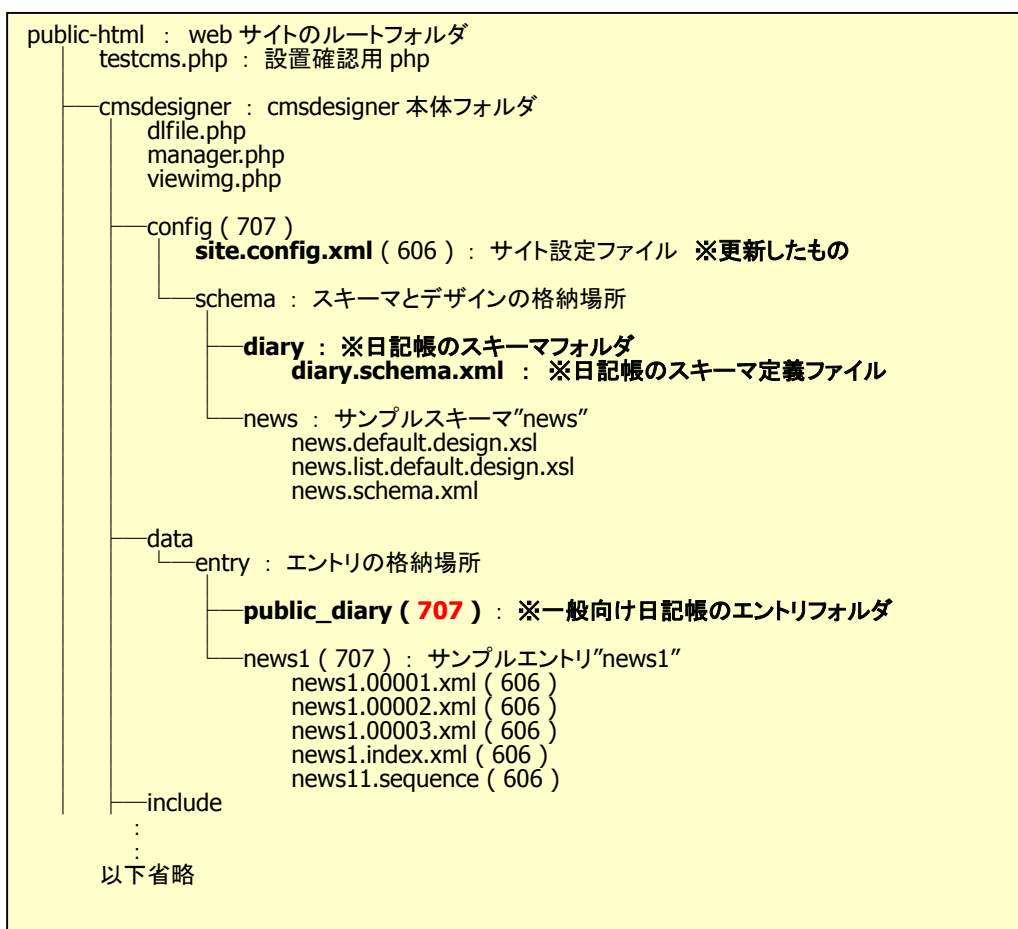 public-html ： web サイトのルートフォルダ
testcms.php ： 設置確認用 php
cmsdesigner ： cmsdesigner 本体フォルダ
dlfile.php
manager.php
viewimg.php
config ( 707 )
site.config.xml ( 606 ) ： サイト設定ファイル ※更新したもの
schema ： スキーマとデザインの格納場所
diary ： ※日記帳のスキーマフォルダ
diary.schema.xml ： ※日記帳のスキーマ定義ファイル
news ： サンプルスキーマ”news”
news.default.design.xsl
news.list.default.design.xsl
news.schema.xml
data
entry ： エントリの格納場所
public_diary ( 707 ) ： ※一般向け日記帳のエントリフォルダ
news1 ( 707 ) ： サンプルエントリ”news1”
news1.00001.xml ( 606 )
news1.00002.xml ( 606 )
news1.00003.xml ( 606 )
news1.index.xml ( 606 )
news11.sequence ( 606 )
include
：
：
以下省略